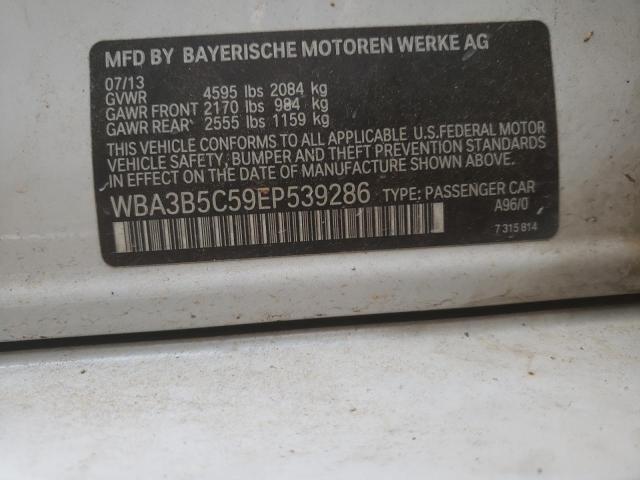 MFD BY BAYERISCHE MOTOREN WERKE AG
07/13
GVWR 4595 lbs 2084 kg
GAWR FRONT 2170 lbs 984 kg
GAWR REAR 2555 lbs 1159 kg
THIS VEHICLE CONFORMS TO ALL APPLICABLE U.S.FEDERAL MOTOR
VEHICLE SAFETY, BUMPER AND THEFT PREVENTION STANDARDS
IN EFFECT ON THE DATE OF MANUFACTURE SHOWN ABOVE.
WBA3B5C59EP539286 TYPE: PASSENGER CAR
A96/0
7 315 814